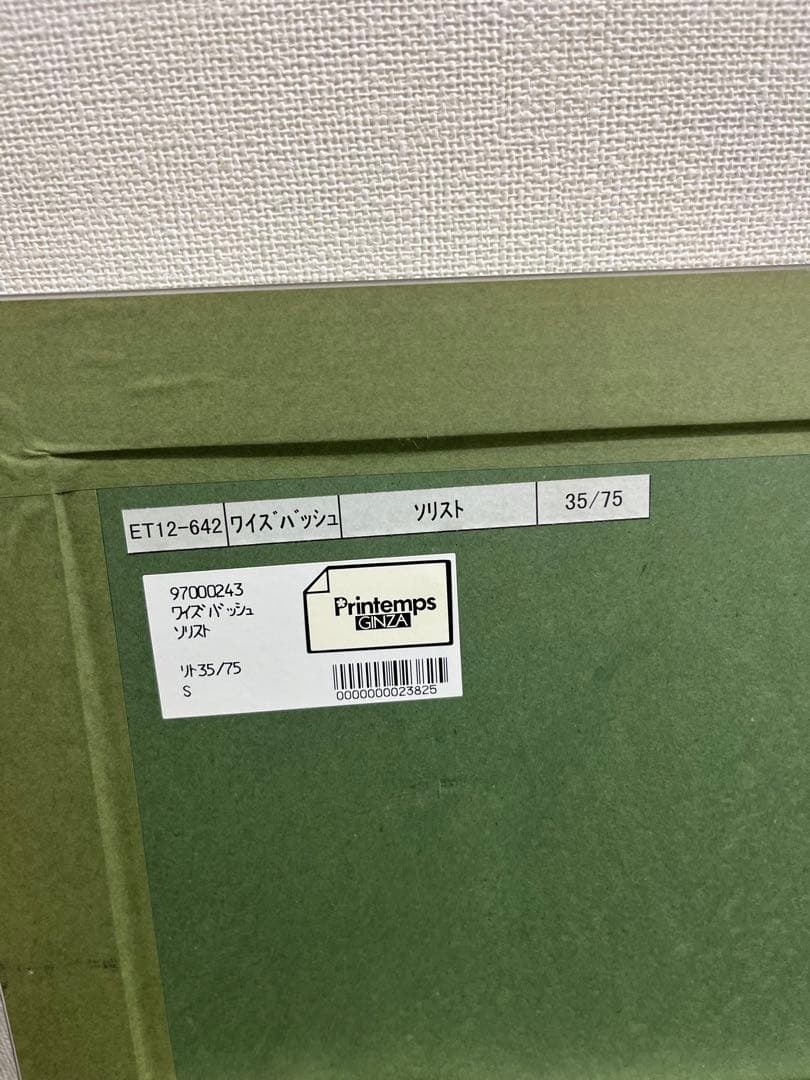 ET12-642 ﾜｲｽﾞﾊﾞｯｼｭ ソリスト 35/75
97000243
ﾜｲｽﾞﾊﾞｯｼｭ
ｿﾘｽﾄ
ﾘﾄ35/75
S
Printemps
GINZA
0000000023825